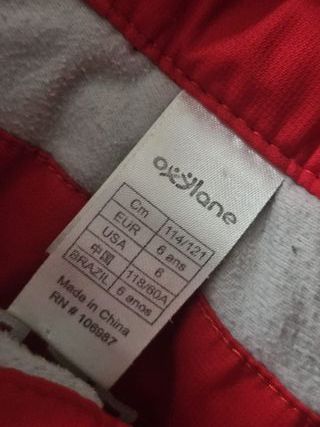 oxylane
Cm 114/121
EUR 6 ans
USA 6
中国 118/60A
BRAZIL 6 anos
Made in China
RN # 106987